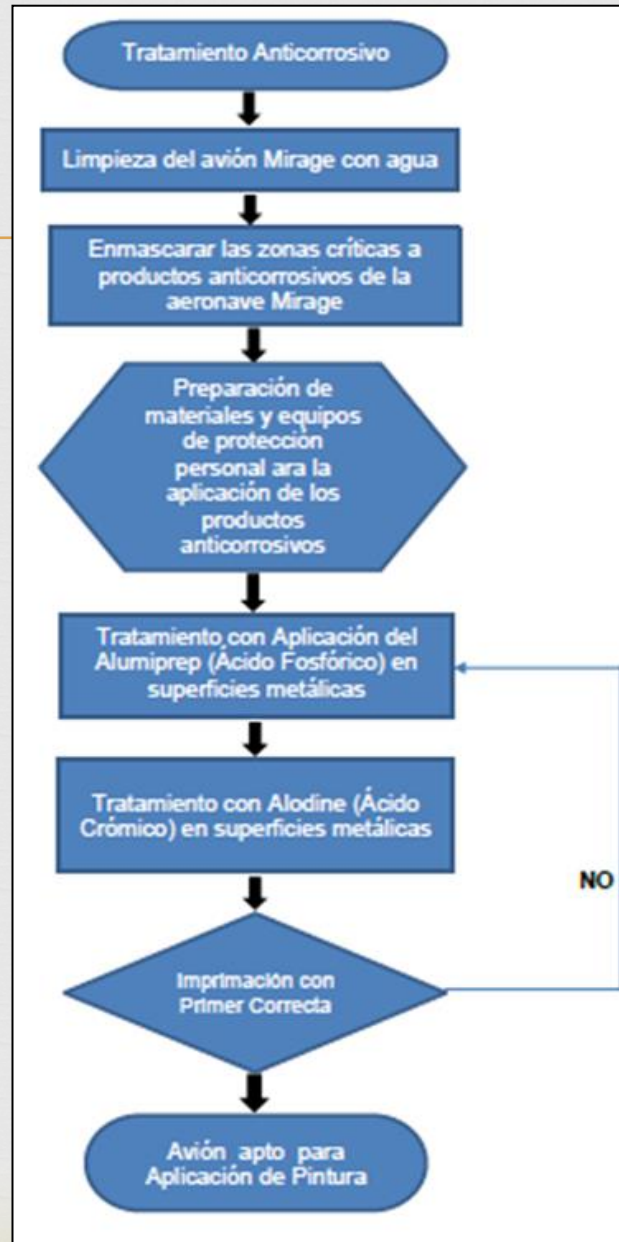 Tratamiento Anticorrosivo
Limpieza del avión Mirage con agua
Enmascarar las zonas críticas a
productos anticorrosivos de la
aeronave Mirage
Preparación de
materiales y equipos
de protección
personal ara la
aplicación de los
productos
anticorrosivos
Tratamiento con Aplicación del
Alumiprep (Ácido Fosfórico) en
superficies metálicas
Tratamiento con Alodine (Ácido
Crómico) en superficies metálicas
NO
Imprimación con
Primer Correcta
Avión apto para
Aplicación de Pintura